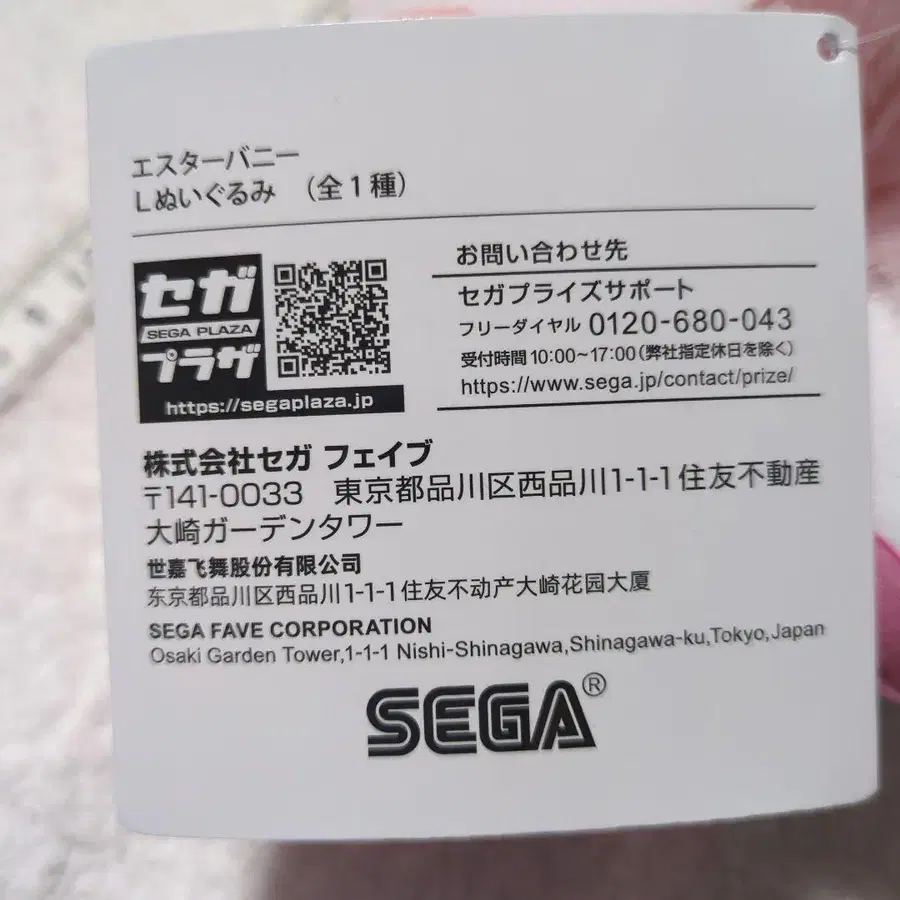 エスターバニー
Lぬいぐるみ （全1種）
セガ
SEGA PLAZA
プラザ
https://segaplaza.jp
お問い合わせ先
セガプライズサポート
フリーダイヤル 0120-680-043
受付時間 10:00~17:00(弊社指定休日を除く)
https://www.sega.jp/contact/prize/
株式会社セガ フェイブ
〒141-0033 東京都品川区西品川1-1-1住友不動産
大崎ガーデンタワー
世嘉飞舞股份有限公司
东京都品川区西品川1-1-1住友不动产大崎花园大厦
SEGA FAVE CORPORATION
Osaki Garden Tower,1-1-1 Nishi-Shinagawa,Shinagawa-ku,Tokyo,Japan
SEGA®